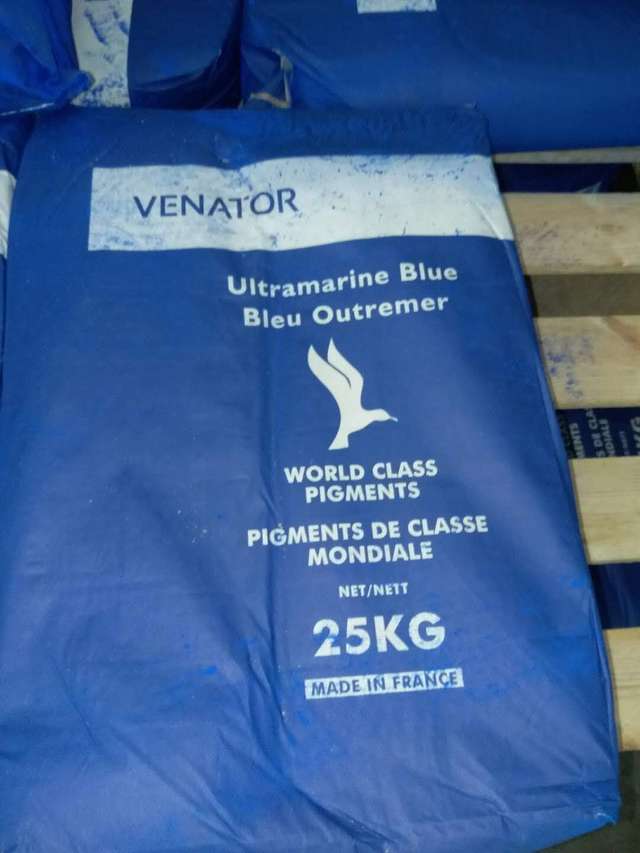 VENATOR
Ultramarine Blue
Bleu Outremer
WORLD CLASS
PIGMENTS
PIGMENTS DE CLASSE
MONDIALE
NET/NETT
25KG
MADE IN FRANCE